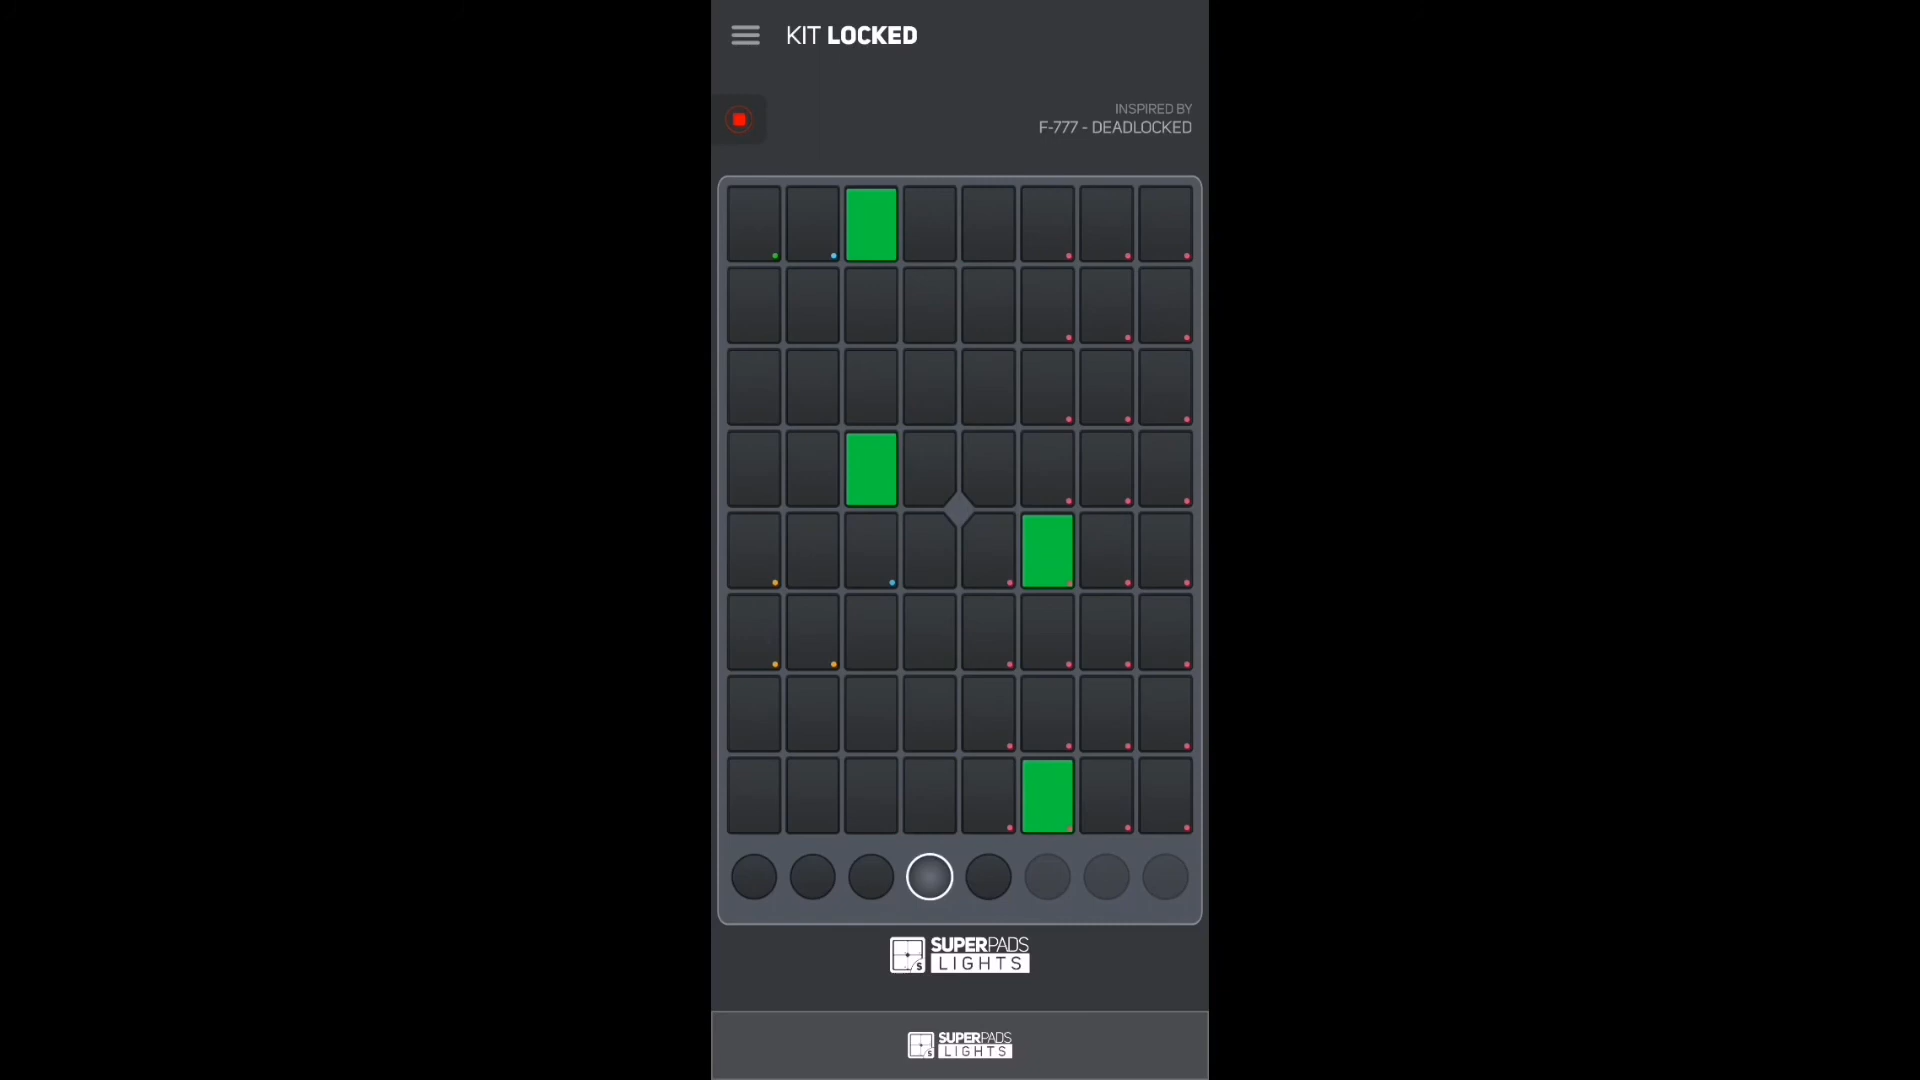 KIT LOCKED
INSPIRED BY
F-777 - DEADLOCKED
SUPERPADS
LIGHTS
SUPERPADS
LIGHTS